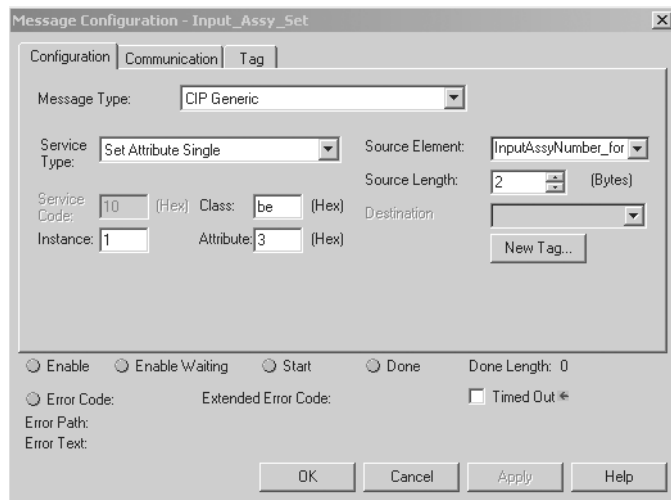 Message Configuration - Input_Assy_Set
Configuration Communication Tag
Message Type: CIP Generic
Service Type: Set Attribute Single
Source Element: InputAssyNumber_for
Source Length: 2 (Bytes)
Service Code: 10 (Hex) Class: be (Hex)
Destination
Instance: 1 Attribute: 3 (Hex)
New Tag...
Enable Enable Waiting Start Done Done Length: 0
Error Code: Extended Error Code: Timed Out
Error Path:
Error Text:
OK Cancel Apply Help